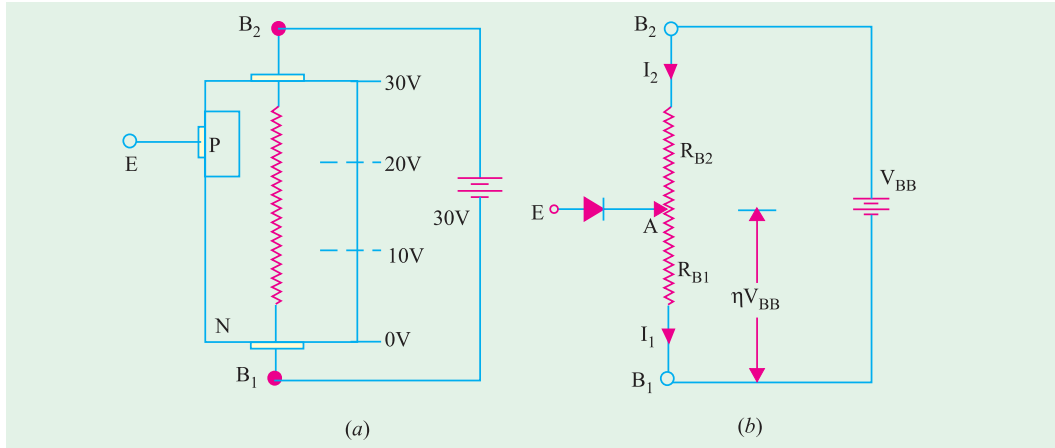 B2
30V
P
E
20V
30V
10V
N
0V
B1
(a)
B2
I2
RB2
VBB
E
A
RB1
ηVBB
I1
B1
(b)